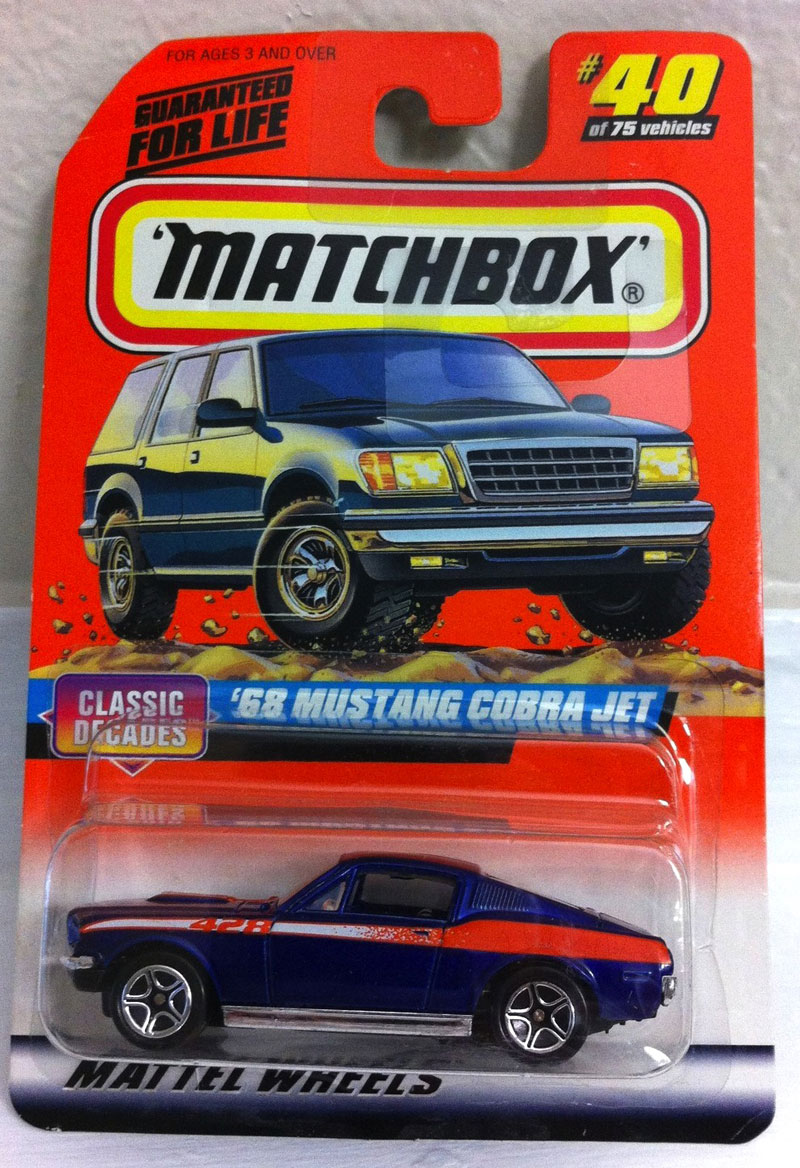 FOR AGES 3 AND OVER
GUARANTEED
FOR LIFE
#40
of 75 vehicles
'MATCHBOX'®
CLASSIC
DECADES™
'68 MUSTANG COBRA JET
428
MATTEL WHEELS